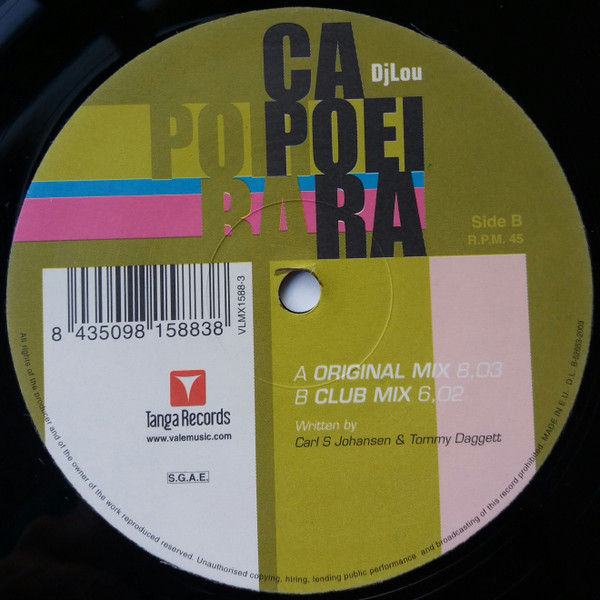 CA
DjLou
PO POEI
RA RA
Side B
R.P.M. 45
8 435098 158838
VLMX1588-3
A ORIGINAL MIX 8,03
B CLUB MIX 6,02
Written by
Carl S Johansen & Tommy Daggett
Tanga Records
www.valemusic.com
S.G.A.E.
All rights of the producer and of the owner of the work reproduced reserved. Unauthorised copying, hiring, lending public performance and broadcasting of this record prohibited. MADE IN E.U. D.L. B-52653-2003